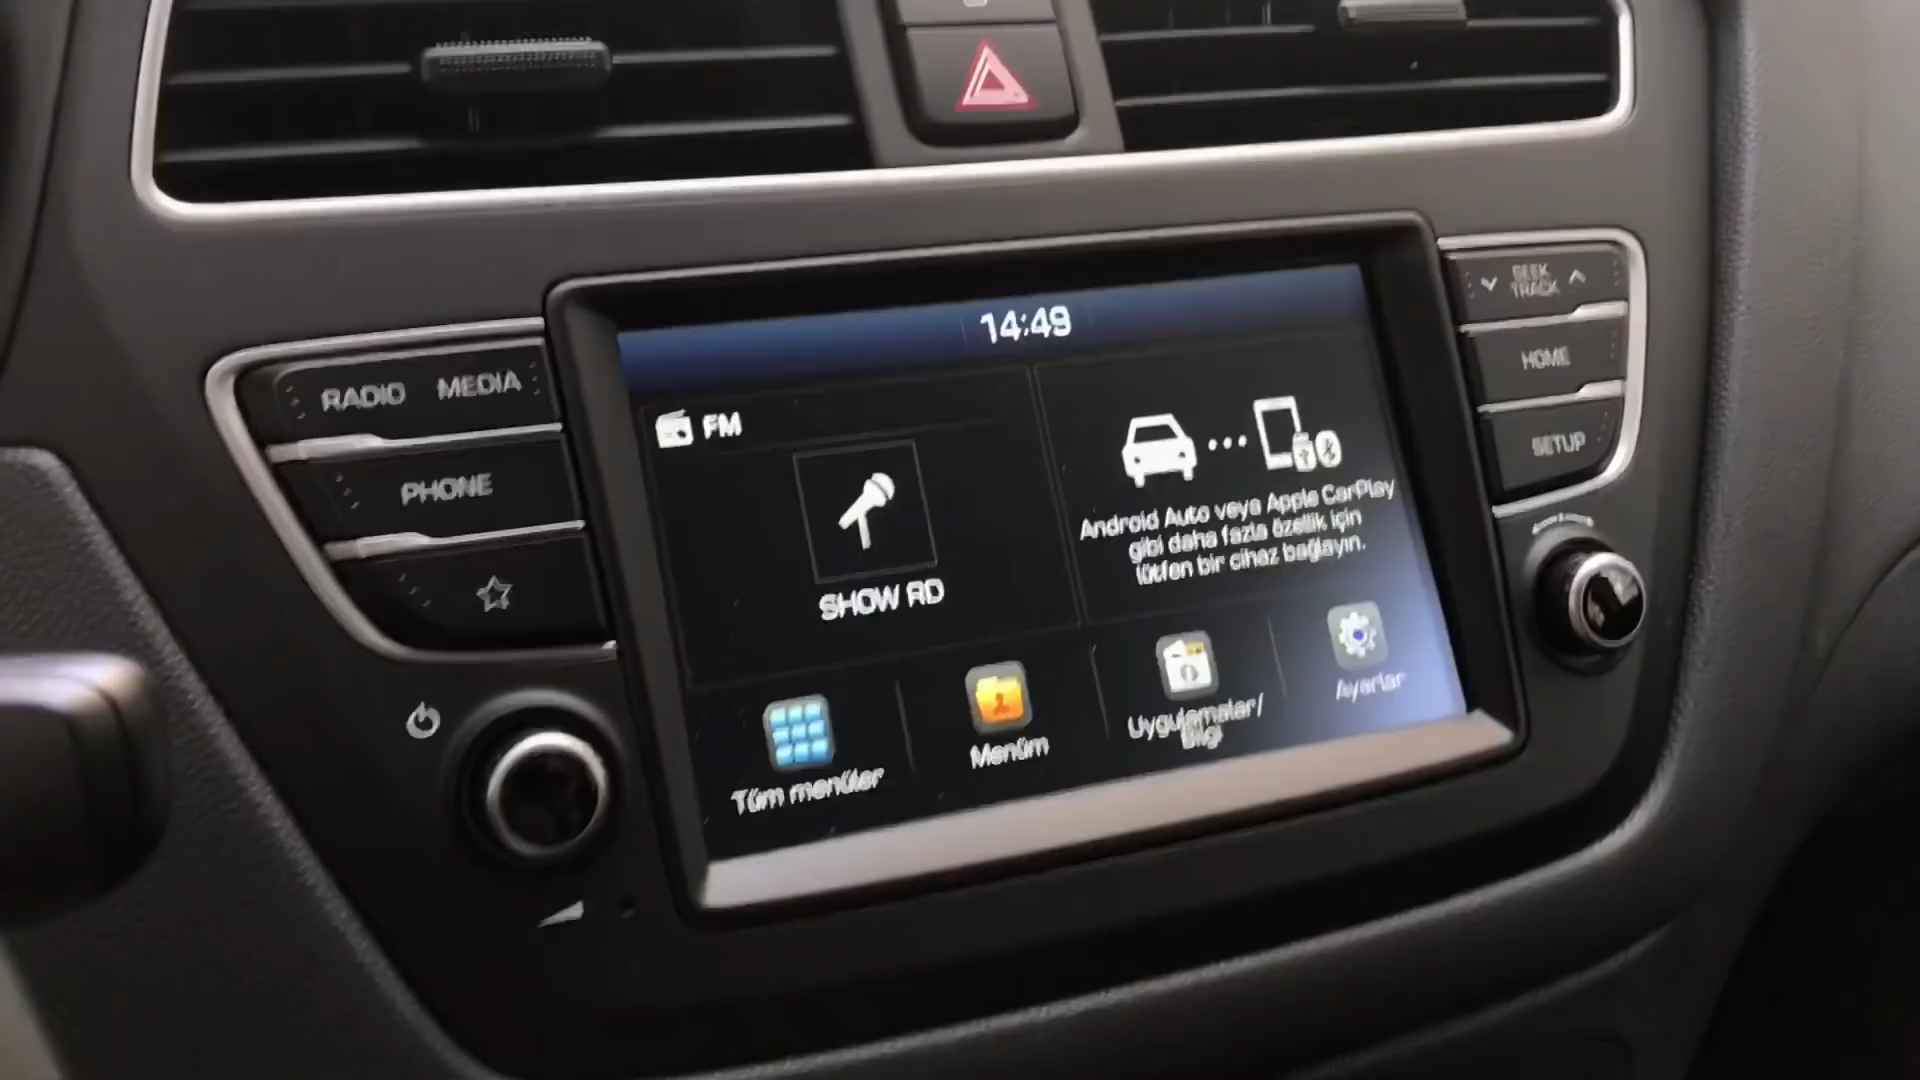 14:49
SEEK
TRACK
RADIO MEDIA
HOME
FM
PHONE
SETUP
SHOW RD
Android Auto veya Apple CarPlay
gibi daha fazla özellik için
lütfen bir cihaz bağlayın.
Tüm menüler
Menüm
Uygulamalar/
Bilgi
Ayarlar